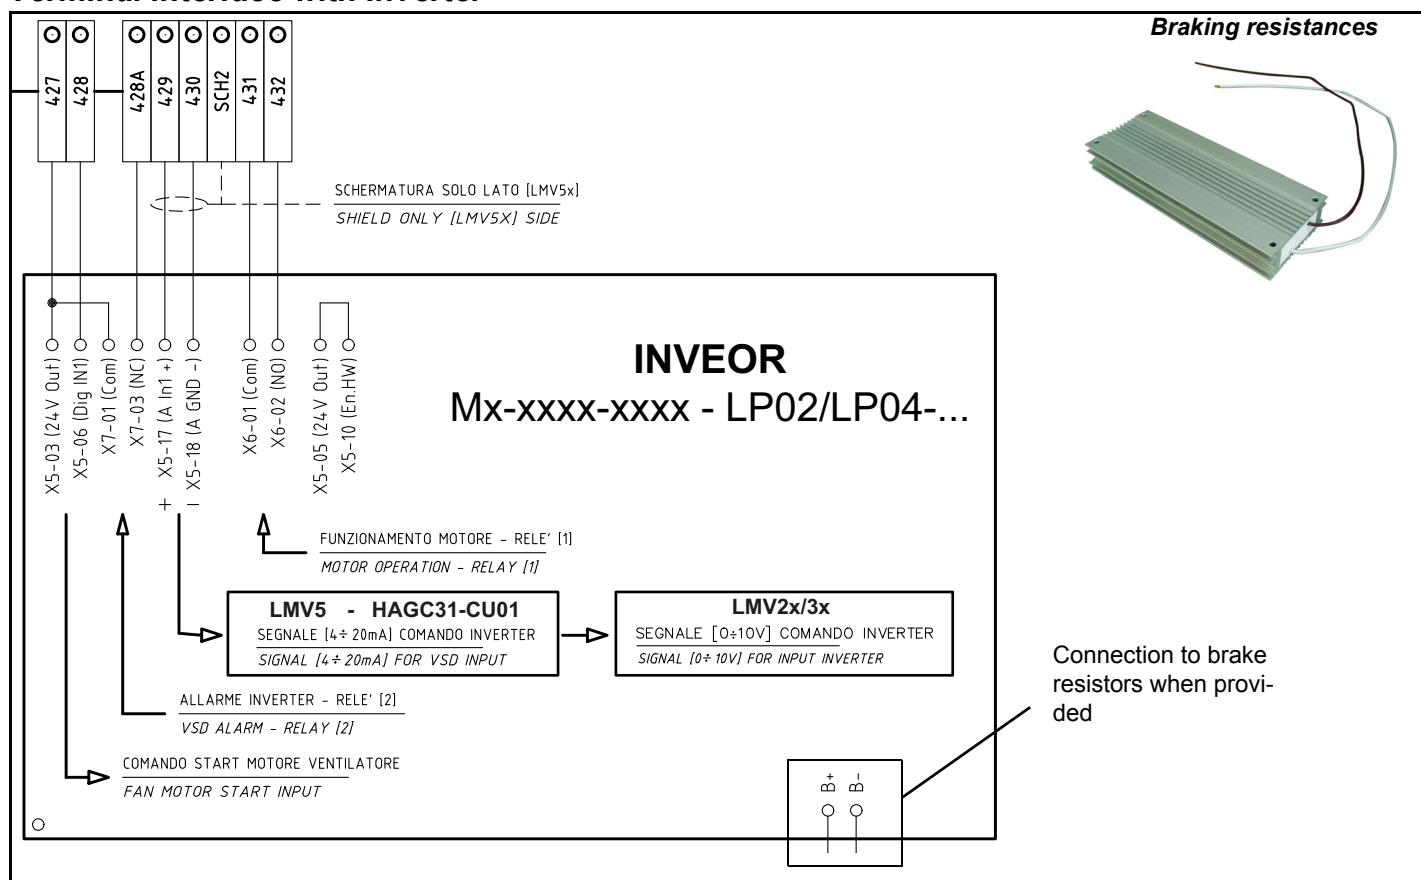 Terminal interface with inverter
Braking resistances
427
428
428A
429
430
SCH2
431
432
SCHERMATURA SOLO LATO [LMV5x]
SHIELD ONLY [LMV5X] SIDE
X5-03 (24V Out)
X5-06 (Dig IN1)
X7-01 (Com)
X7-03 (NC)
+ X5-17 (A In1 +)
– X5-18 (A GND -)
X6-01 (Com)
X6-02 (NO)
X5-05 (24V Out)
X5-10 (En.HW)
INVEOR
Mx-xxxx-xxxx - LP02/LP04-...
FUNZIONAMENTO MOTORE - RELE' [1]
MOTOR OPERATION - RELAY [1]
LMV5 - HAGC31-CU01
SEGNALE [4÷20mA] COMANDO INVERTER
SIGNAL [4÷20mA] FOR VSD INPUT
LMV2x/3x
SEGNALE [0÷10V] COMANDO INVERTER
SIGNAL [0÷10V] FOR INPUT INVERTER
ALLARME INVERTER - RELE' [2]
VSD ALARM - RELAY [2]
COMANDO START MOTORE VENTILATORE
FAN MOTOR START INPUT
B+
B-
Connection to brake
resistors when provi-
ded